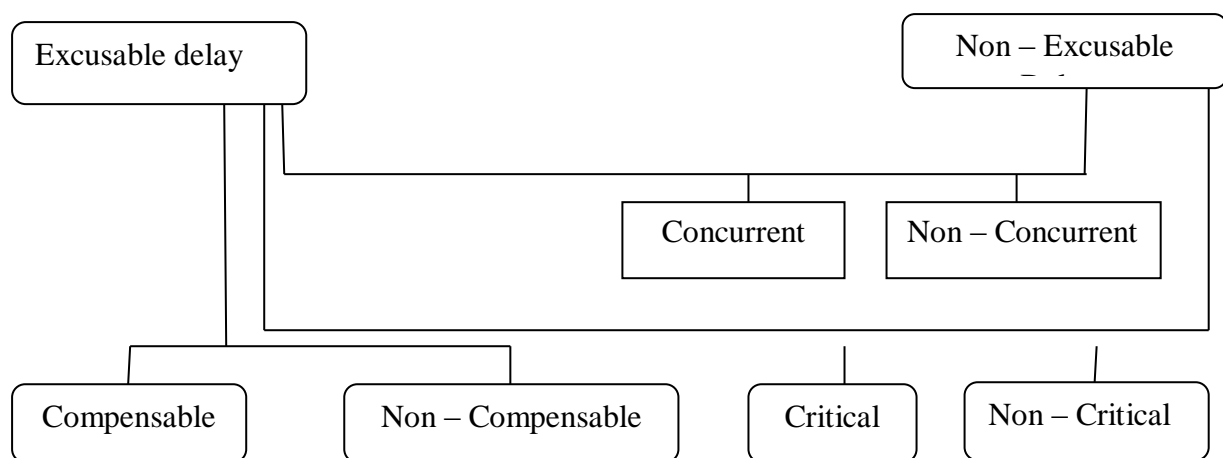 Excusable delay
Non – Excusable
Concurrent
Non – Concurrent
Compensable
Non – Compensable
Critical
Non – Critical